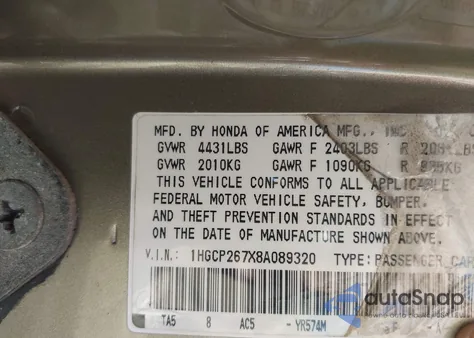 MFD. BY HONDA OF AMERICA MFG., INC
GVWR 4431LBS GAWR F 2403LBS R
GVWR 2010KG GAWR F 1090KG R
THIS VEHICLE CONFORMS TO ALL APPLICABLE
FEDERAL MOTOR VEHICLE SAFETY, BUMPER,
AND THEFT PREVENTION STANDARDS IN EFFECT
ON THE DATE OF MANUFACTURE SHOWN ABOVE.
V.I.N.: 1HGCP267X8A089320 TYPE: PASSENGER CAR
TA5 8 AC5 - YR574M
autoSnap